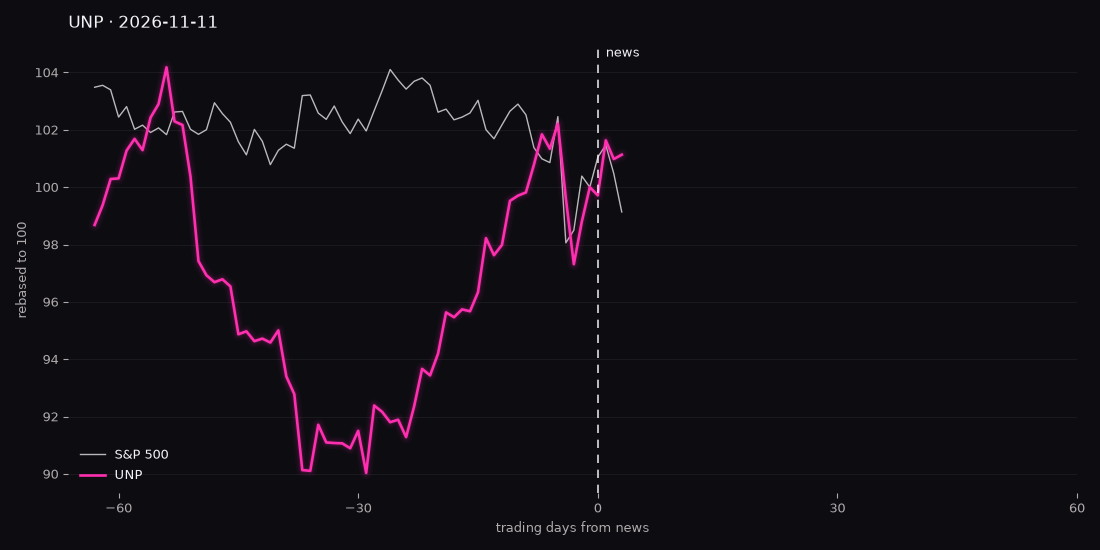 UNP · 2026-11-11
news
rebased to 100
104
102
100
98
96
94
92
90
S&P 500
UNP
−60
−30
0
30
60
trading days from news